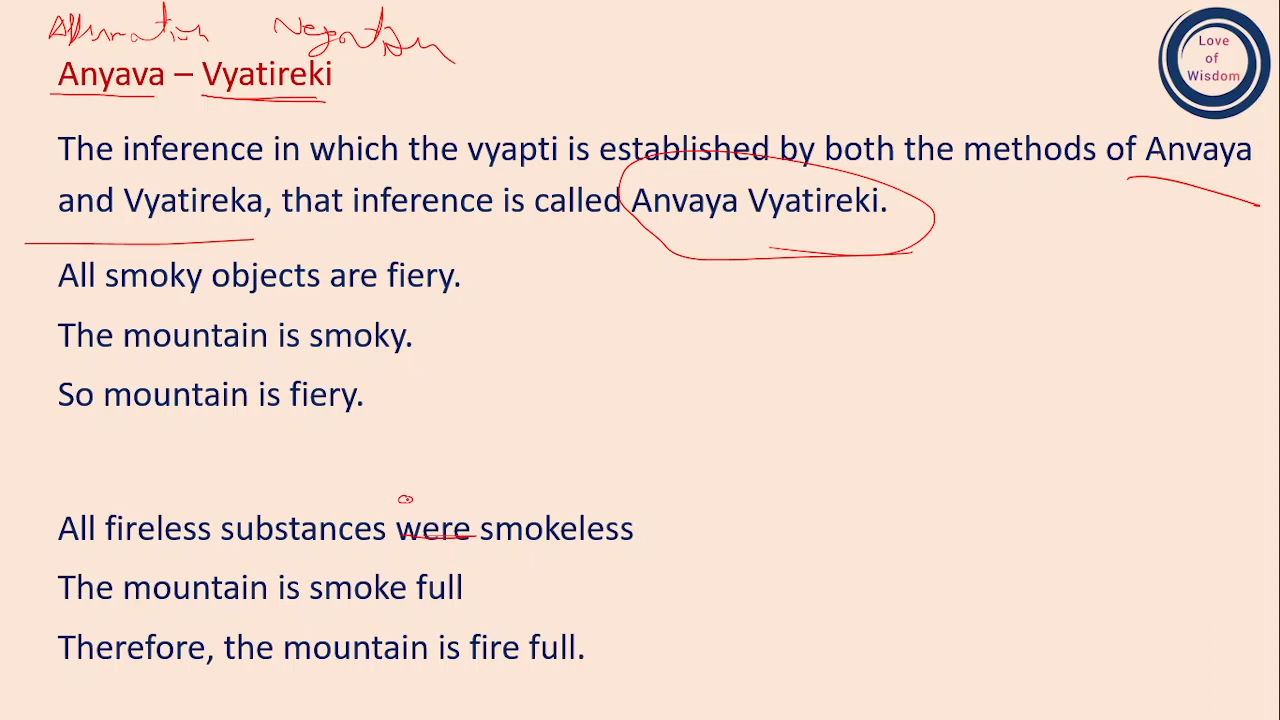 Affirmation Negation
Anyava – Vyatireki
Love
of
Wisdom
The inference in which the vyapti is established by both the methods of Anvaya
and Vyatireka, that inference is called Anvaya Vyatireki.
All smoky objects are fiery.
The mountain is smoky.
So mountain is fiery.
All fireless substances were smokeless
The mountain is smoke full
Therefore, the mountain is fire full.